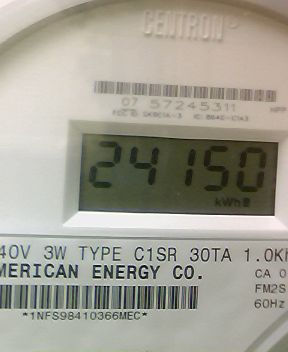 CENTRON®
07 57245311
24150
kWh
40V 3W TYPE C1SR 30TA 1.0Kh
MERICAN ENERGY CO.
CA 0
FM2S
60Hz
*1NFS98410366MEC*